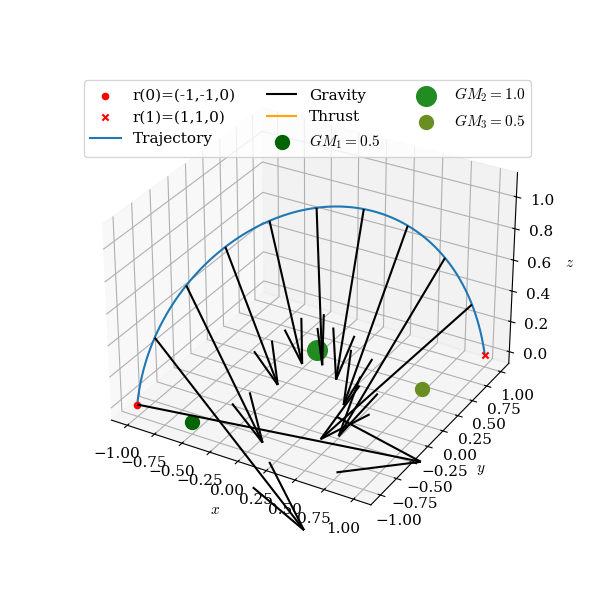 r(0)=(-1,-1,0)
r(1)=(1,1,0)
Trajectory
Gravity
Thrust
GM₁ = 0.5
GM₂ = 1.0
GM₃ = 0.5
1.0
0.8
0.6
0.4
0.2
0.0
z
−1.00
−0.75
−0.50
−0.25
0.00
0.25
0.50
0.75
1.00
x
1.00
0.75
0.50
0.25
0.00
−0.25
−0.50
−0.75
−1.00
y